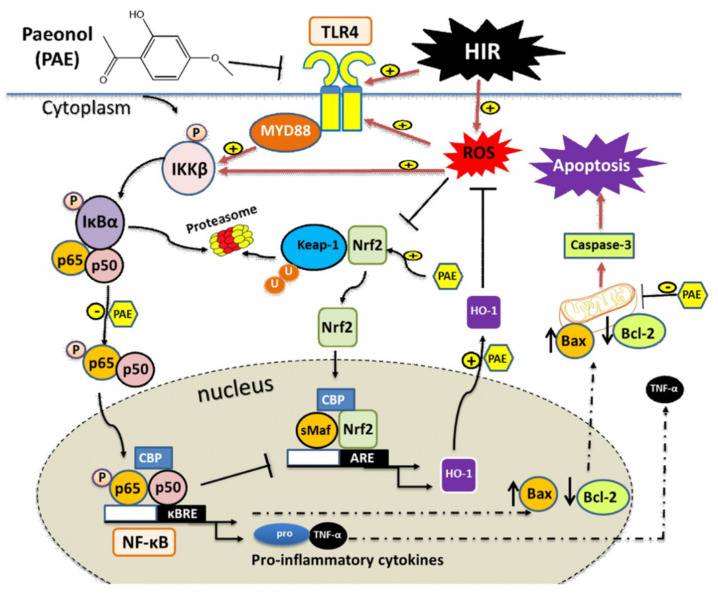 Paeonol
(PAE)
HO
O
O
TLR4
HIR
+
+
Cytoplasm
P
MYD88
+
+
+
ROS
IKKβ
Apoptosis
P
IκBα
Proteasome
Keap-1
Nrf2
Caspase-3
p65
p50
U
U
+
PAE
-
PAE
-
PAE
HO-1
Nrf2
Bax
Bcl-2
P
p65
p50
+
PAE
nucleus
CBP
TNF-α
sMaf
Nrf2
CBP
ARE
P
p65
p50
HO-1
κBRE
Bax
Bcl-2
NF-κB
pro
TNF-α
Pro-inflammatory cytokines